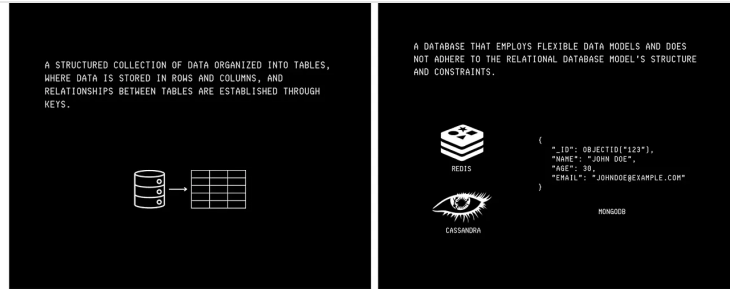 A STRUCTURED COLLECTION OF DATA ORGANIZED INTO TABLES,
WHERE DATA IS STORED IN ROWS AND COLUMNS, AND
RELATIONSHIPS BETWEEN TABLES ARE ESTABLISHED THROUGH
KEYS.
A DATABASE THAT EMPLOYS FLEXIBLE DATA MODELS AND DOES
NOT ADHERE TO THE RELATIONAL DATABASE MODEL'S STRUCTURE
AND CONSTRAINTS.
REDIS
CASSANDRA
{
"_ID": OBJECTID("123"),
"NAME": "JOHN DOE",
"AGE": 30,
"EMAIL": "JOHNDOE@EXAMPLE.COM"
}
MONGODB